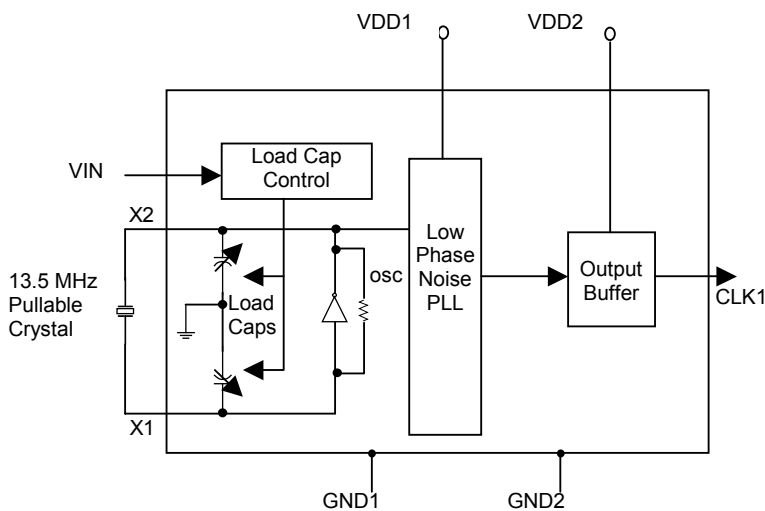 VDD1
VDD2
VIN
Load Cap
Control
X2
13.5 MHz
Pullable
Crystal
Load
Caps
osc
Low
Phase
Noise
PLL
Output
Buffer
CLK1
X1
GND1
GND2